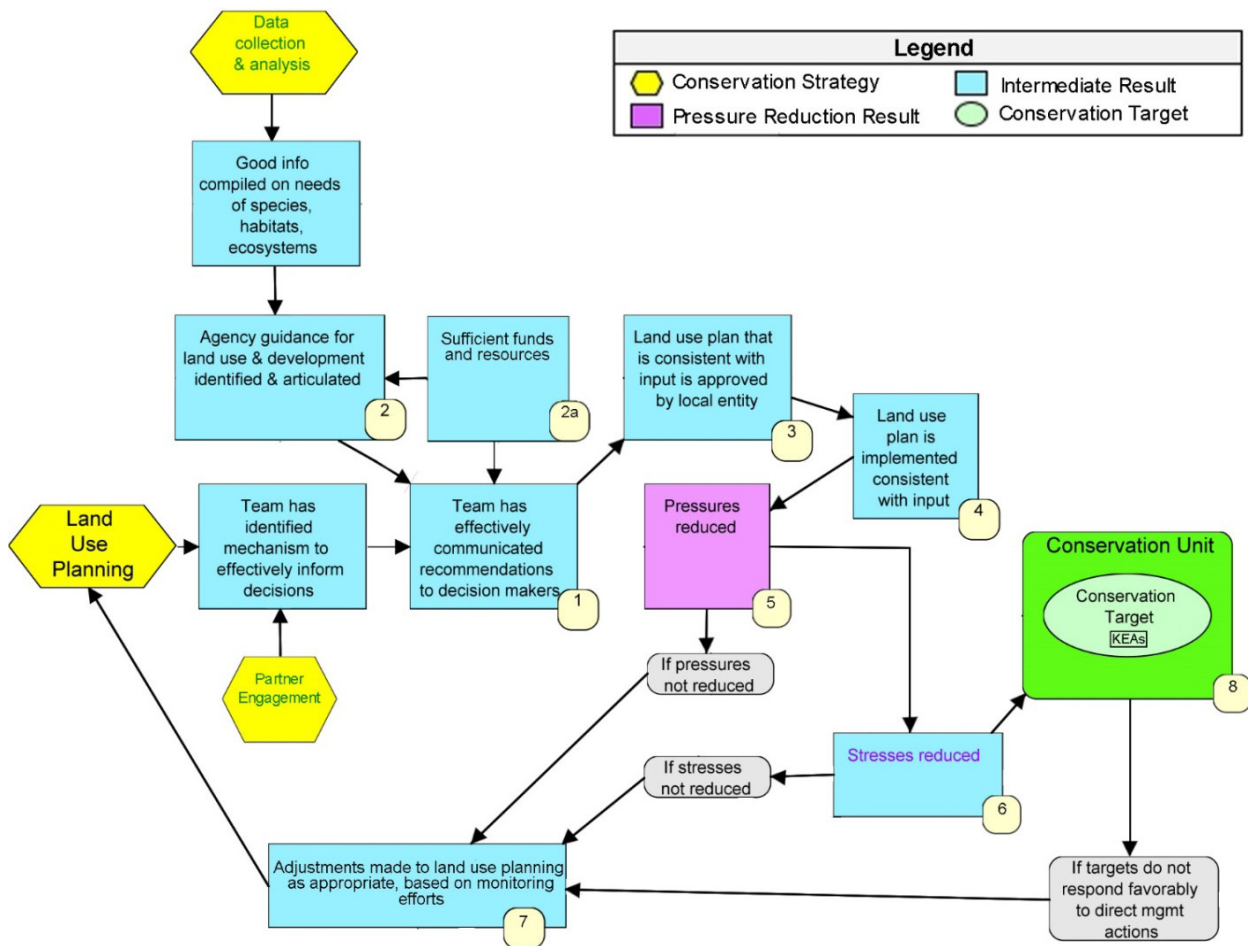 Data
collection
& analysis
Legend
Conservation Strategy
Intermediate Result
Pressure Reduction Result
Conservation Target
Good info
compiled on needs
of species,
habitats,
ecosystems
Agency guidance for
land use & development
identified & articulated
2
Sufficient funds
and resources
2a
Land use plan that
is consistent with
input is approved
by local entity
3
Land use
plan is
implemented
consistent
with input
4
Land
Use
Planning
Team has
identified
mechanism to
effectively inform
decisions
Team has
effectively
communicated
recommendations
to decision makers
1
Pressures
reduced
5
Conservation Unit
Conservation
Target
KEAs
8
Partner
Engagement
If pressures
not reduced
Stresses reduced
6
If stresses
not reduced
Adjustments made to land use planning
as appropriate, based on monitoring
efforts
7
If targets do not
respond favorably
to direct mgmt
actions